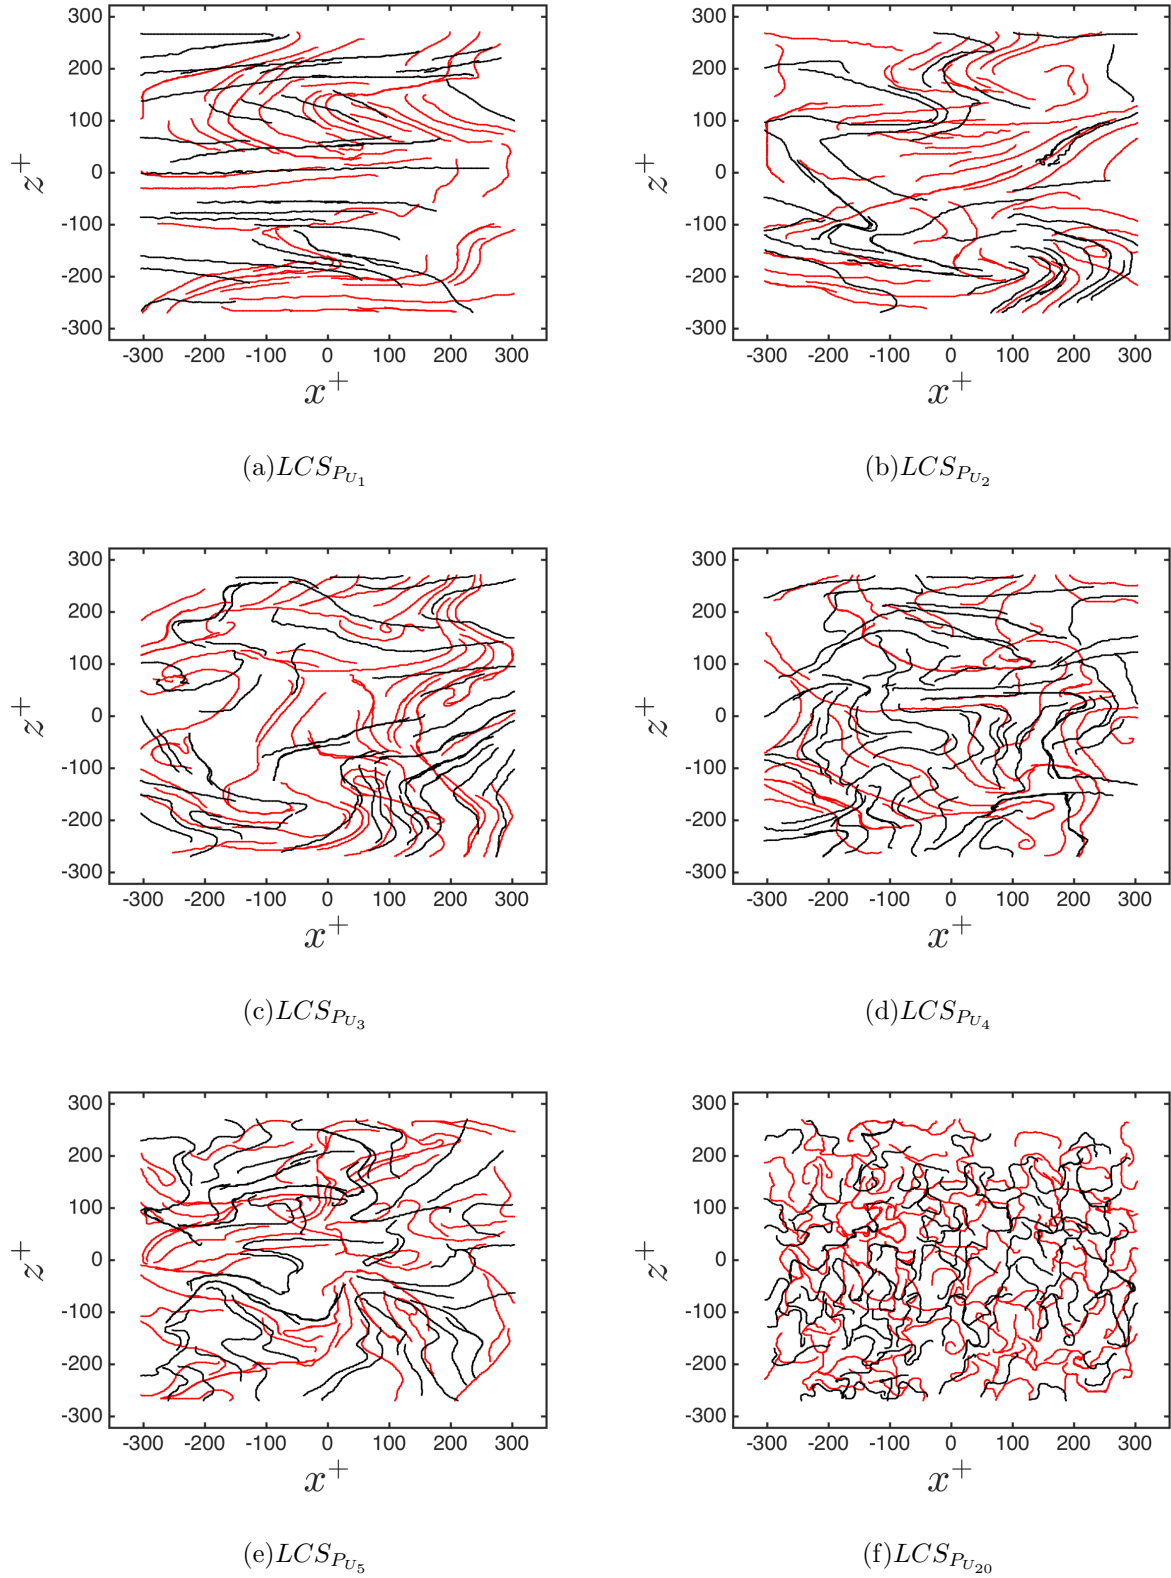 300
200
100
0
-100
-200
-300
z^+
-300 -200 -100 0 100 200 300
x^+
(a)LCS_{P_{U_1}}
300
200
100
0
-100
-200
-300
z^+
-300 -200 -100 0 100 200 300
x^+
(b)LCS_{P_{U_2}}
300
200
100
0
-100
-200
-300
z^+
-300 -200 -100 0 100 200 300
x^+
(c)LCS_{P_{U_3}}
300
200
100
0
-100
-200
-300
z^+
-300 -200 -100 0 100 200 300
x^+
(d)LCS_{P_{U_4}}
300
200
100
0
-100
-200
-300
z^+
-300 -200 -100 0 100 200 300
x^+
(e)LCS_{P_{U_5}}
300
200
100
0
-100
-200
-300
z^+
-300 -200 -100 0 100 200 300
x^+
(f)LCS_{P_{U_{20}}}